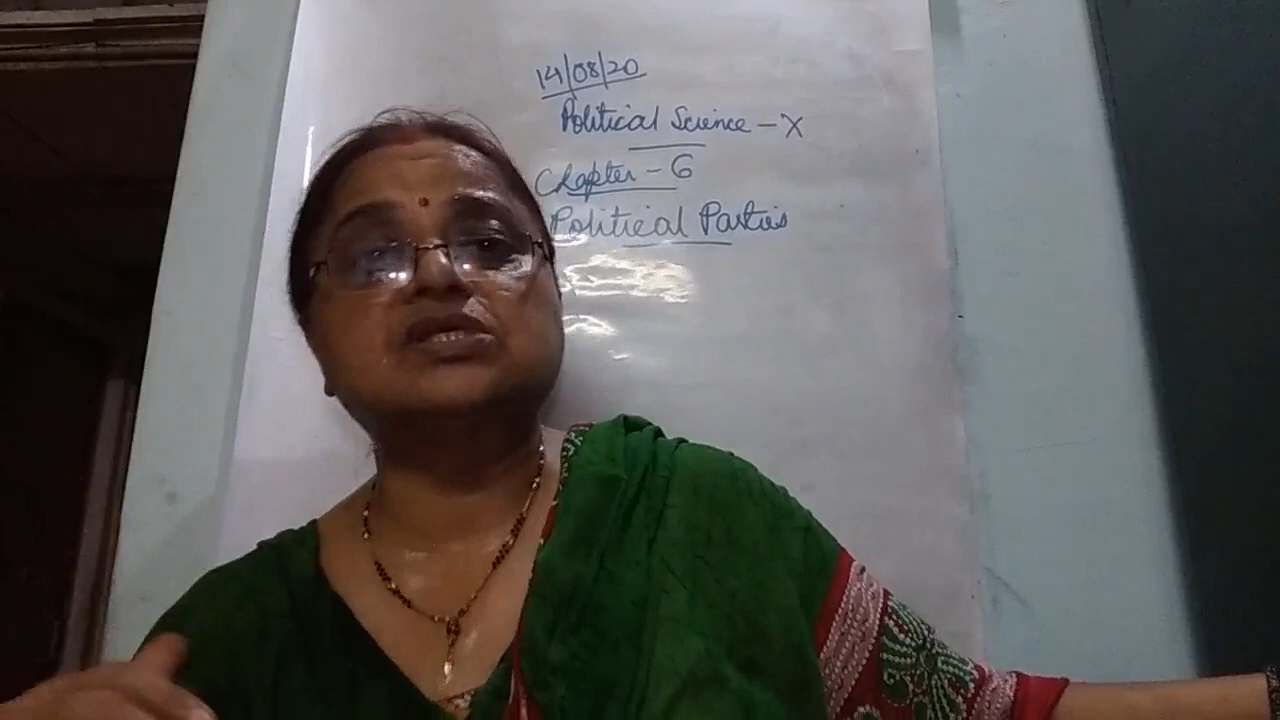 14/08/20
Political Science - X
Chapter - 6
Political Parties